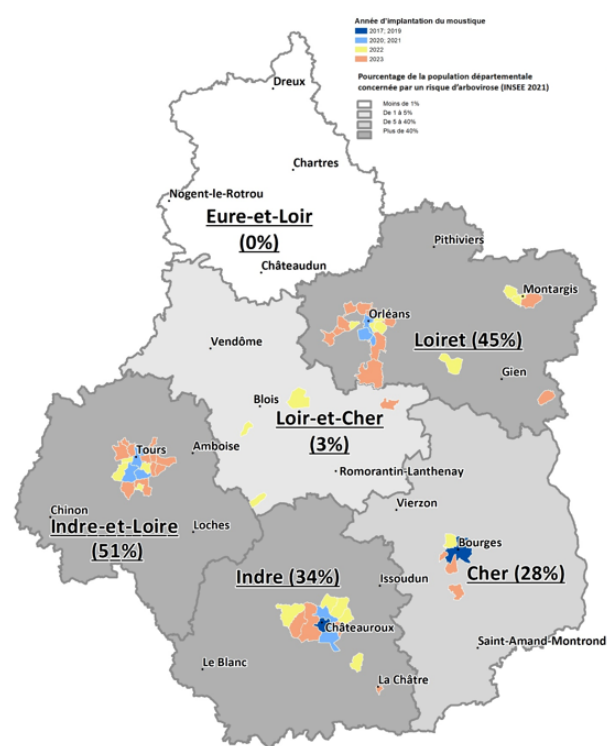 Année d'implantation du moustique
2017; 2019
2020; 2021
2022
2023
Pourcentage de la population départementale
concernée par un risque d'arbovirose (INSEE 2021)
Moins de 1%
De 1 à 5%
De 5 à 40%
Plus de 40%
Dreux
Chartres
Nogent-le-Rotrou
Eure-et-Loir
(0%)
Châteaudun
Pithiviers
Montargis
Orléans
Loiret (45%)
Gien
Vendôme
Blois
Loir-et-Cher
(3%)
Romorantin-Lanthenay
Tours
Amboise
Chinon
Indre-et-Loire
(51%)
Loches
Vierzon
Bourges
Cher (28%)
Indre (34%)
Issoudun
Châteauroux
Saint-Amand-Montrond
Le Blanc
La Châtre